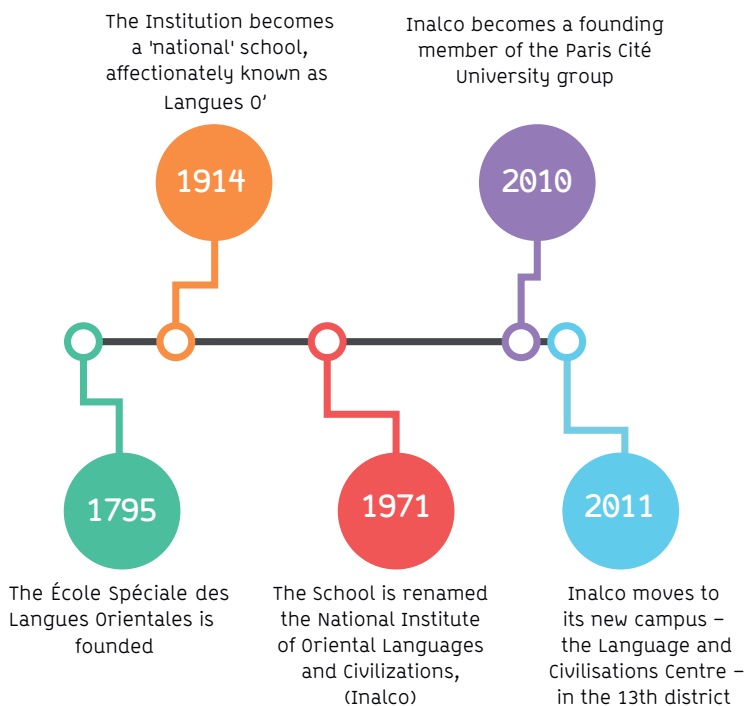 The Institution becomes
a 'national' school,
affectionately known as
Langues O’
Inalco becomes a founding
member of the Paris Cité
University group
1914
2010
1795
1971
2011
The École Spéciale des
Langues Orientales is
founded
The School is renamed
the National Institute
of Oriental Languages
and Civilizations,
(Inalco)
Inalco moves to
its new campus –
the Language and
Civilisations Centre –
in the 13th district